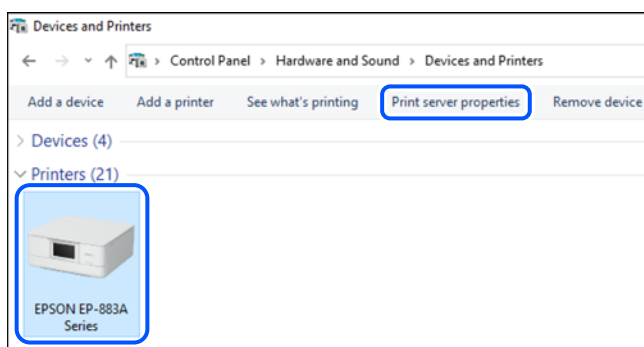 Devices and Printers
Control Panel > Hardware and Sound > Devices and Printers
Add a device Add a printer See what's printing Print server properties Remove device
Devices (4)
Printers (21)
EPSON EP-883A
Series